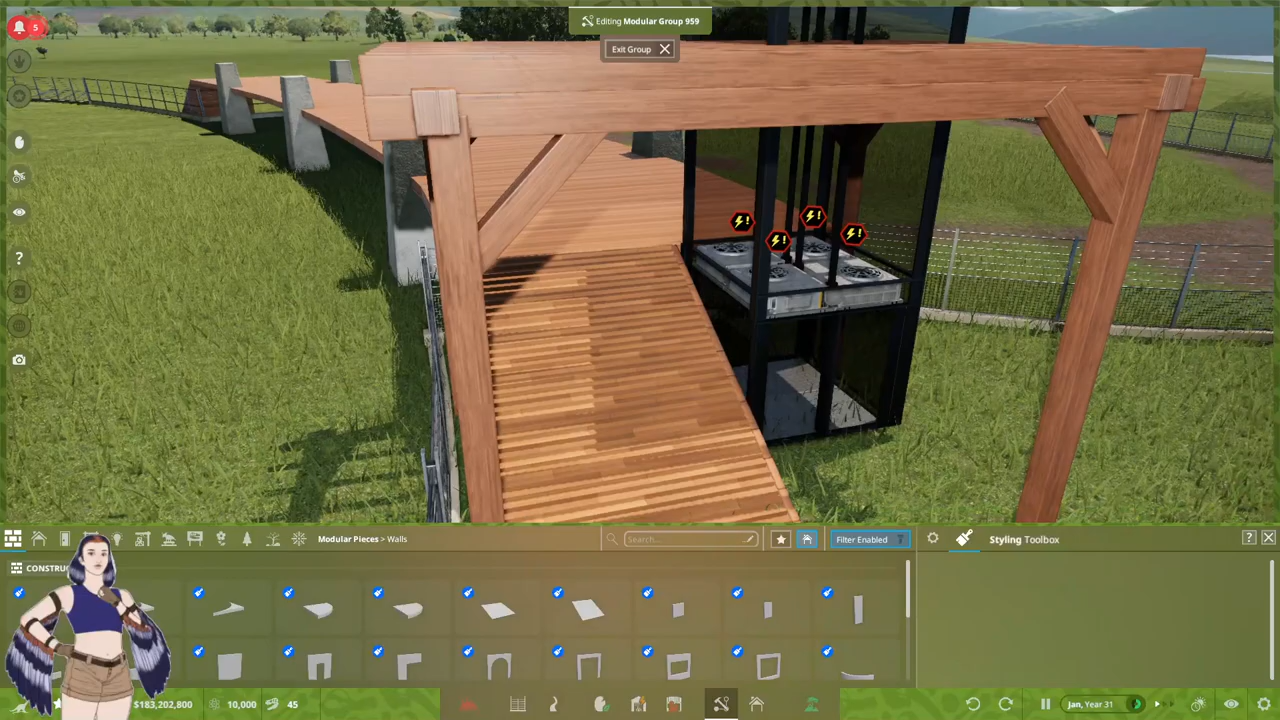 5
Editing Modular Group 959
Exit Group
?
Modular Pieces > Walls
Search...
Filter Enabled
Styling Toolbox
?
$183,202,800
10,000
45
Jan, Year 31